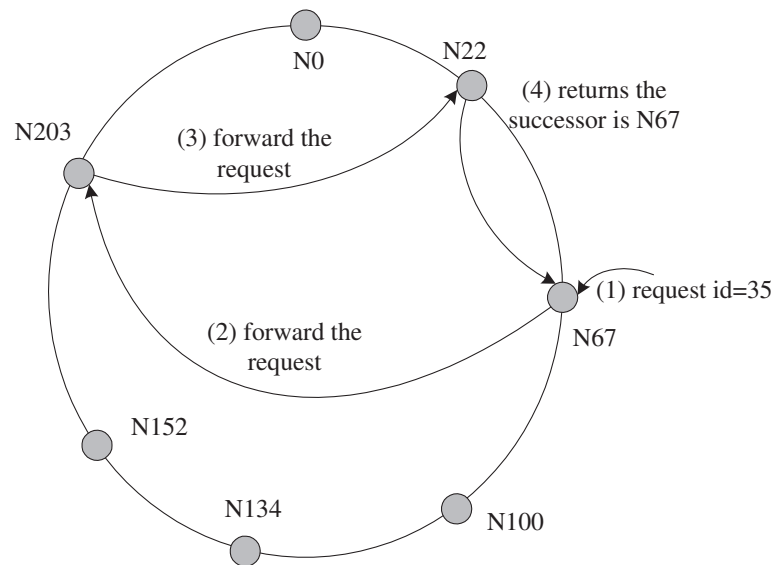 N0
N22
(4) returns the
successor is N67
N203
(3) forward the
request
(1) request id=35
(2) forward the
request
N67
N152
N134
N100